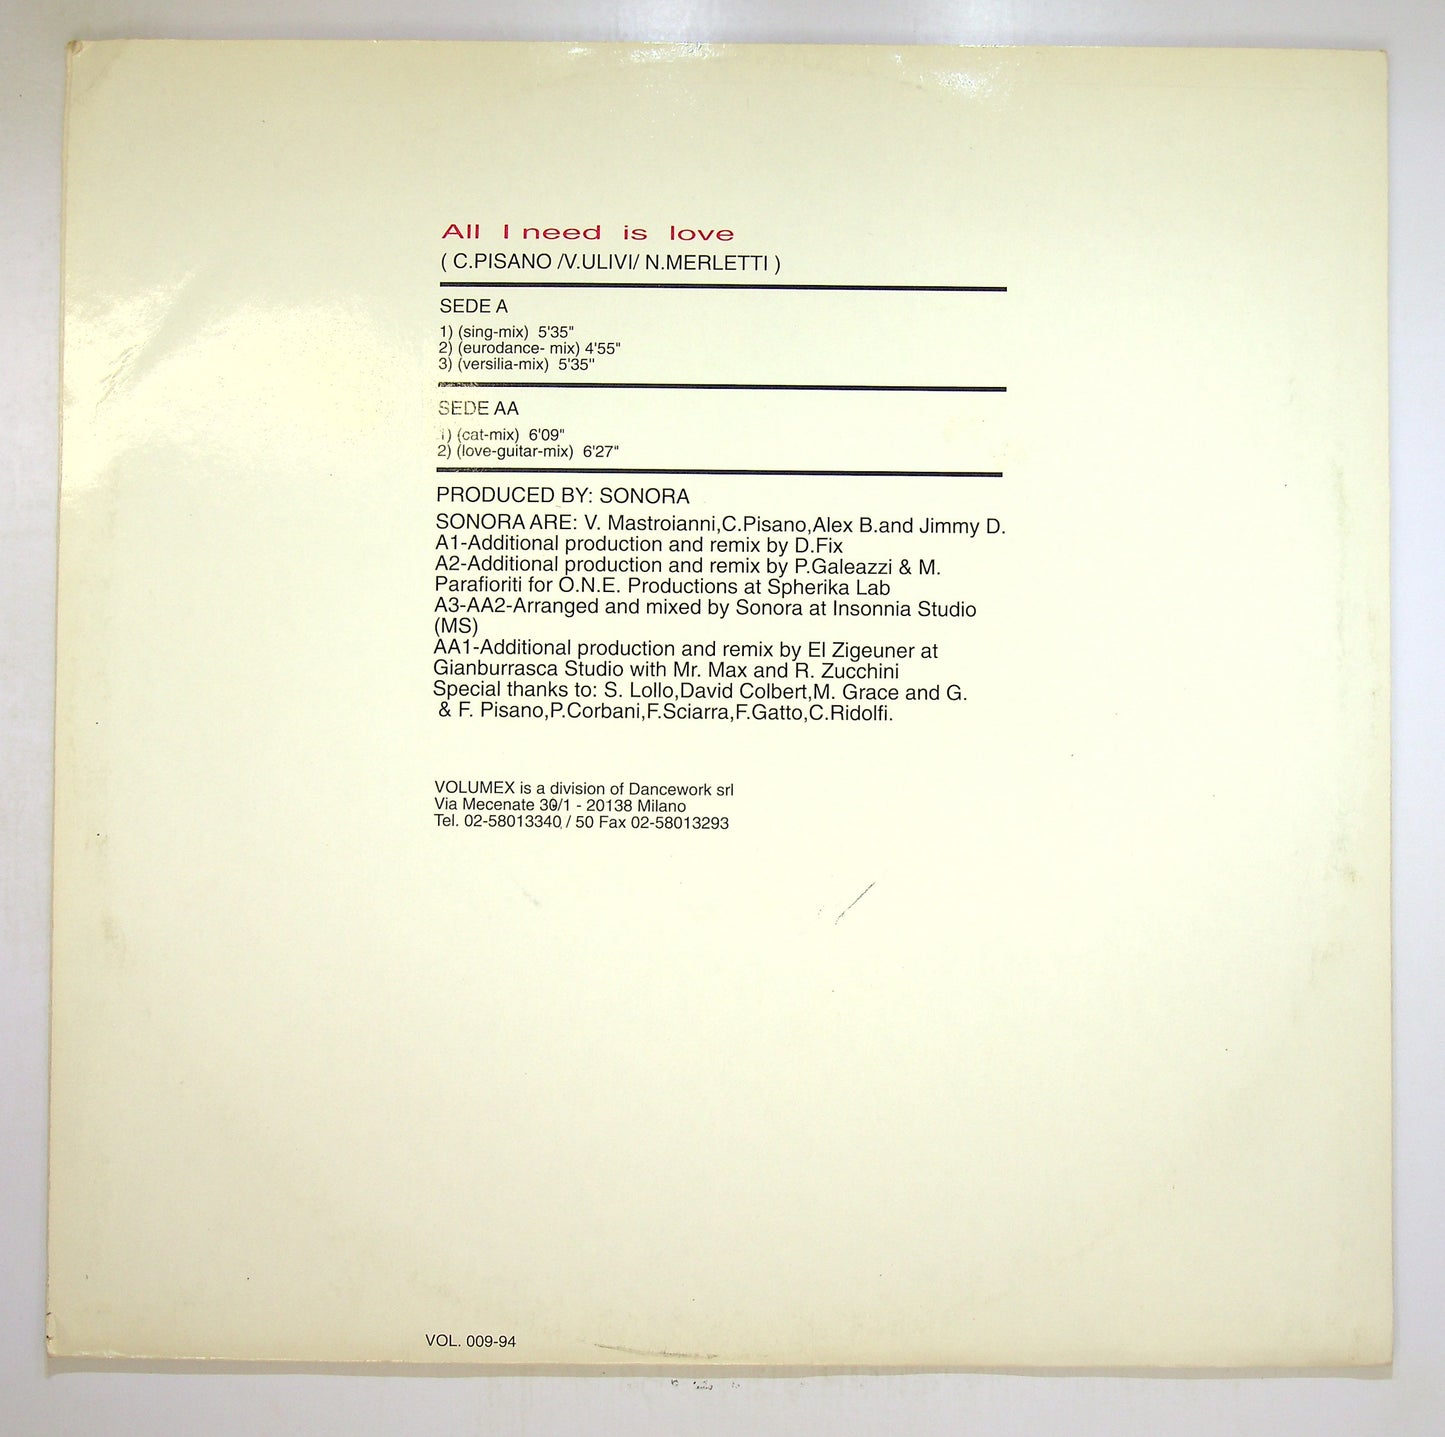 All I need is love
( C.PISANO /V.ULIVI/ N.MERLETTI )
SEDE A
1) (sing-mix) 5'35"
2) (eurodance- mix) 4'55"
3) (versilia-mix) 5'35"
SEDE AA
1) (cat-mix) 6'09"
2) (love-guitar-mix) 6'27"
PRODUCED BY: SONORA
SONORA ARE: V. Mastroianni,C.Pisano,Alex B.and Jimmy D.
A1-Additional production and remix by D.Fix
A2-Additional production and remix by P.Galeazzi & M.
Parafioriti for O.N.E. Productions at Spherika Lab
A3-AA2-Arranged and mixed by Sonora at Insonnia Studio
(MS)
AA1-Additional production and remix by El Zigeuner at
Gianburrasca Studio with Mr. Max and R. Zucchini
Special thanks to: S. Lollo,David Colbert,M. Grace and G.
& F. Pisano,P.Corbani,F.Sciarra,F.Gatto,C.Ridolfi.
VOLUMEX is a division of Dancework srl
Via Mecenate 30/1 - 20138 Milano
Tel. 02-58013340 / 50 Fax 02-58013293
VOL. 009-94